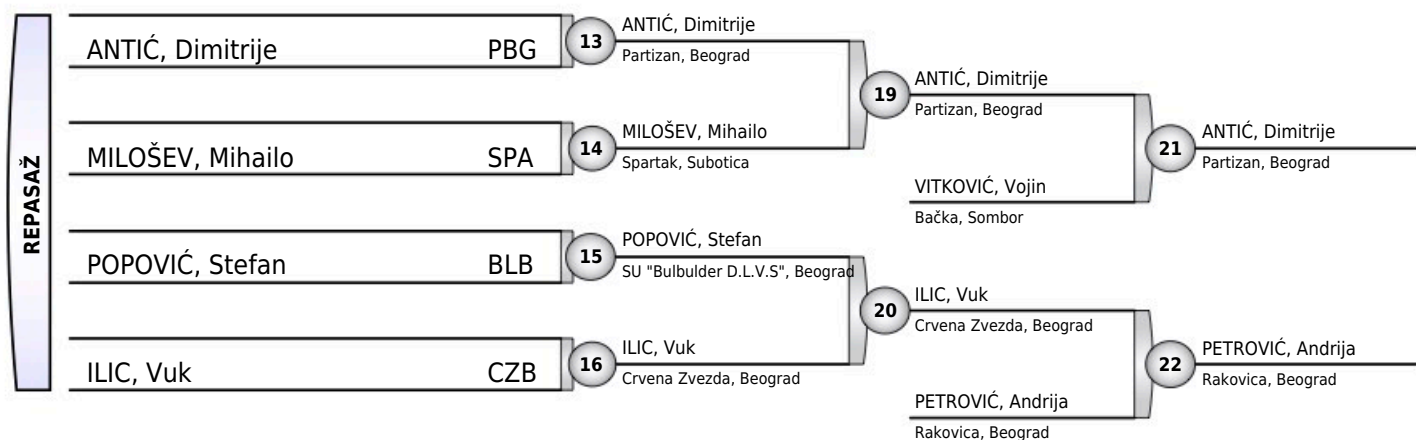 REPASAŽ
ANTIĆ, Dimitrije PBG
MILOŠEV, Mihailo SPA
POPOVIĆ, Stefan BLB
ILIC, Vuk CZB
13
ANTIĆ, Dimitrije
Partizan, Beograd
14
MILOŠEV, Mihailo
Spartak, Subotica
15
POPOVIĆ, Stefan
SU "Bulbulder D.L.V.S", Beograd
16
ILIC, Vuk
Crvena Zvezda, Beograd
19
ANTIĆ, Dimitrije
Partizan, Beograd
VITKOVIĆ, Vojin
Bačka, Sombor
20
ILIC, Vuk
Crvena Zvezda, Beograd
PETROVIĆ, Andrija
Rakovica, Beograd
21
ANTIĆ, Dimitrije
Partizan, Beograd
22
PETROVIĆ, Andrija
Rakovica, Beograd